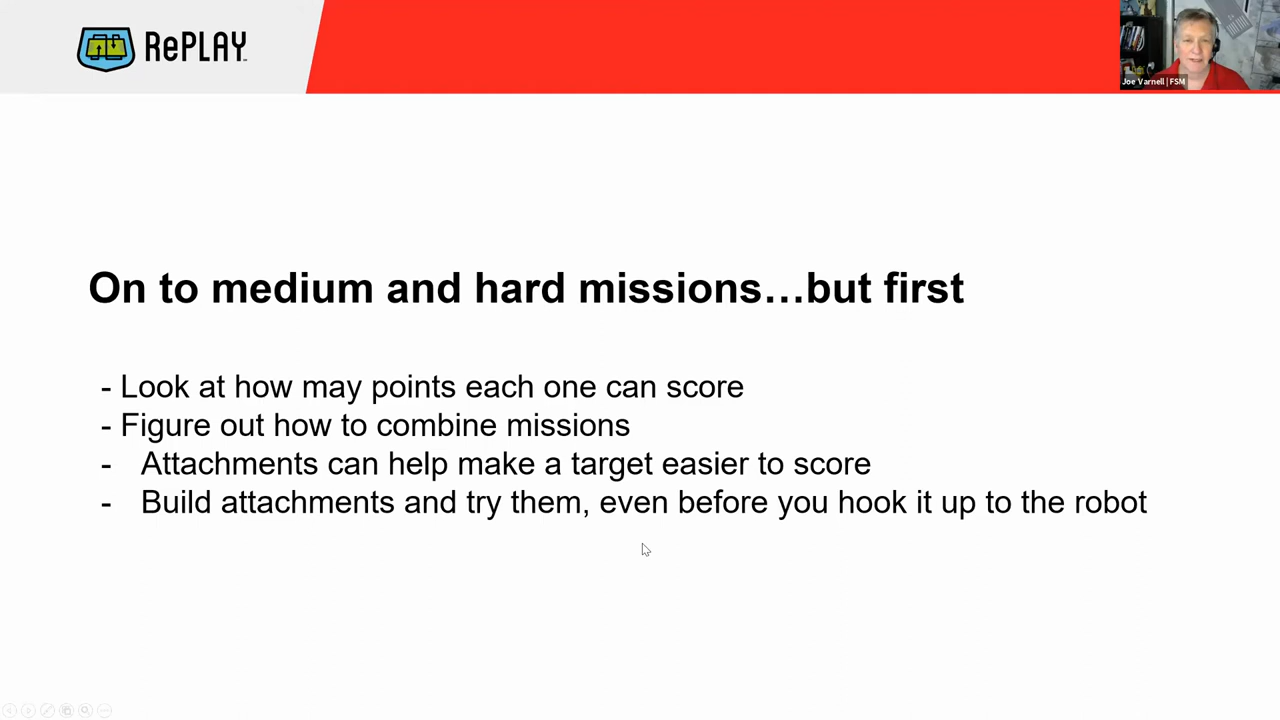 RePLAY
Joe Varnell | FSM
On to medium and hard missions…but first
- Look at how may points each one can score
- Figure out how to combine missions
- Attachments can help make a target easier to score
- Build attachments and try them, even before you hook it up to the robot